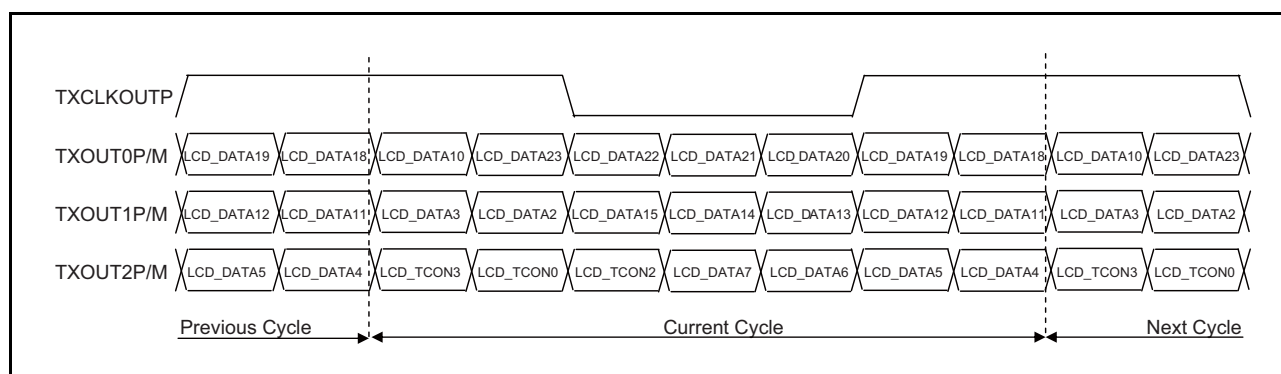 TXCLKOUTP
TXOUT0P/M LCD_DATA19 LCD_DATA18 LCD_DATA10 LCD_DATA23 LCD_DATA22 LCD_DATA21 LCD_DATA20 LCD_DATA19 LCD_DATA18 LCD_DATA10 LCD_DATA23
TXOUT1P/M LCD_DATA12 LCD_DATA11 LCD_DATA3 LCD_DATA2 LCD_DATA15 LCD_DATA14 LCD_DATA13 LCD_DATA12 LCD_DATA11 LCD_DATA3 LCD_DATA2
TXOUT2P/M LCD_DATA5 LCD_DATA4 LCD_TCON3 LCD_TCON0 LCD_TCON2 LCD_DATA7 LCD_DATA6 LCD_DATA5 LCD_DATA4 LCD_TCON3 LCD_TCON0
Previous Cycle Current Cycle Next Cycle